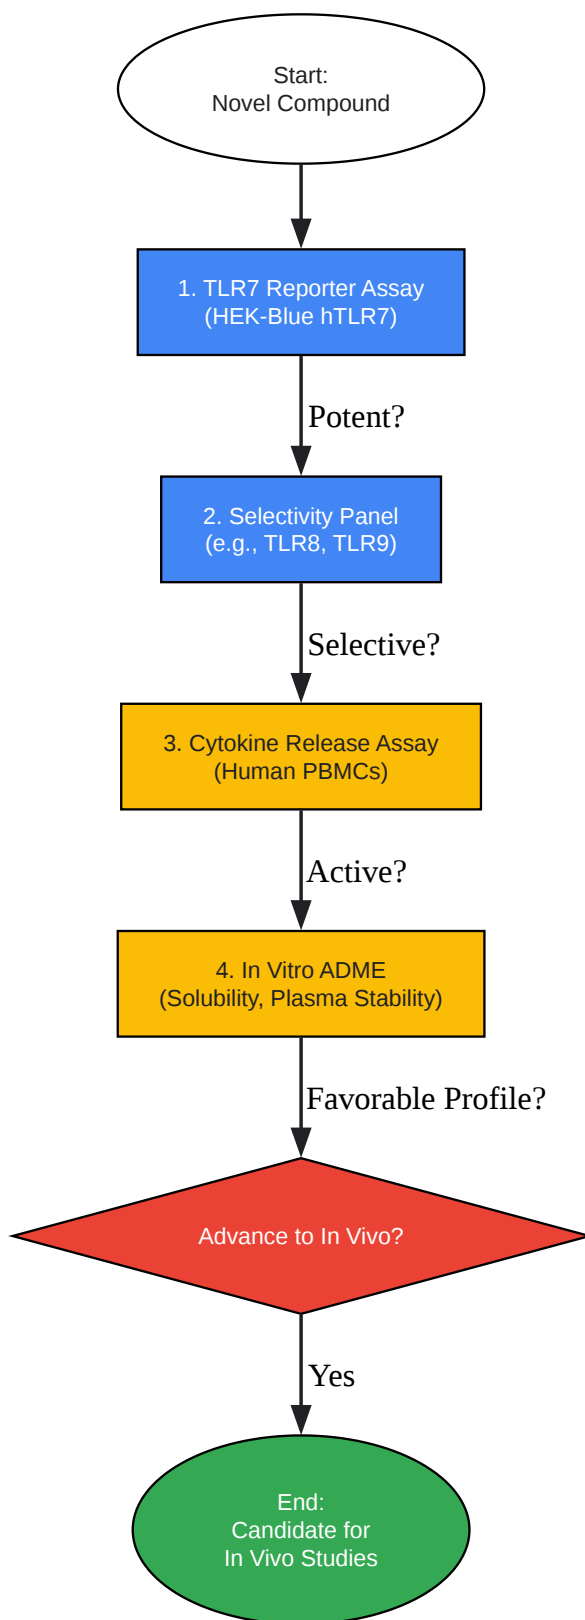 Start:
Novel Compound
1. TLR7 Reporter Assay
(HEK-Blue hTLR7)
Potent?
2. Selectivity Panel
(e.g., TLR8, TLR9)
Selective?
3. Cytokine Release Assay
(Human PBMCs)
Active?
4. In Vitro ADME
(Solubility, Plasma Stability)
Favorable Profile?
Advance to In Vivo?
Yes
End:
Candidate for
In Vivo Studies